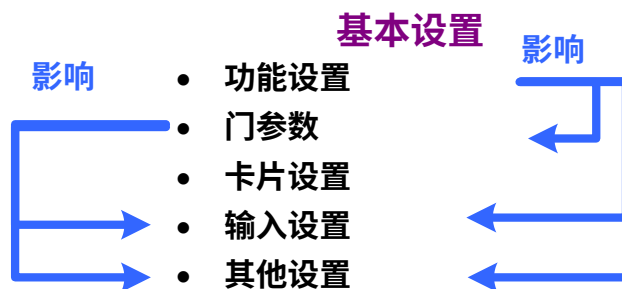 基本设置
影响
影响
• 功能设置
• 门参数
• 卡片设置
• 输入设置
• 其他设置